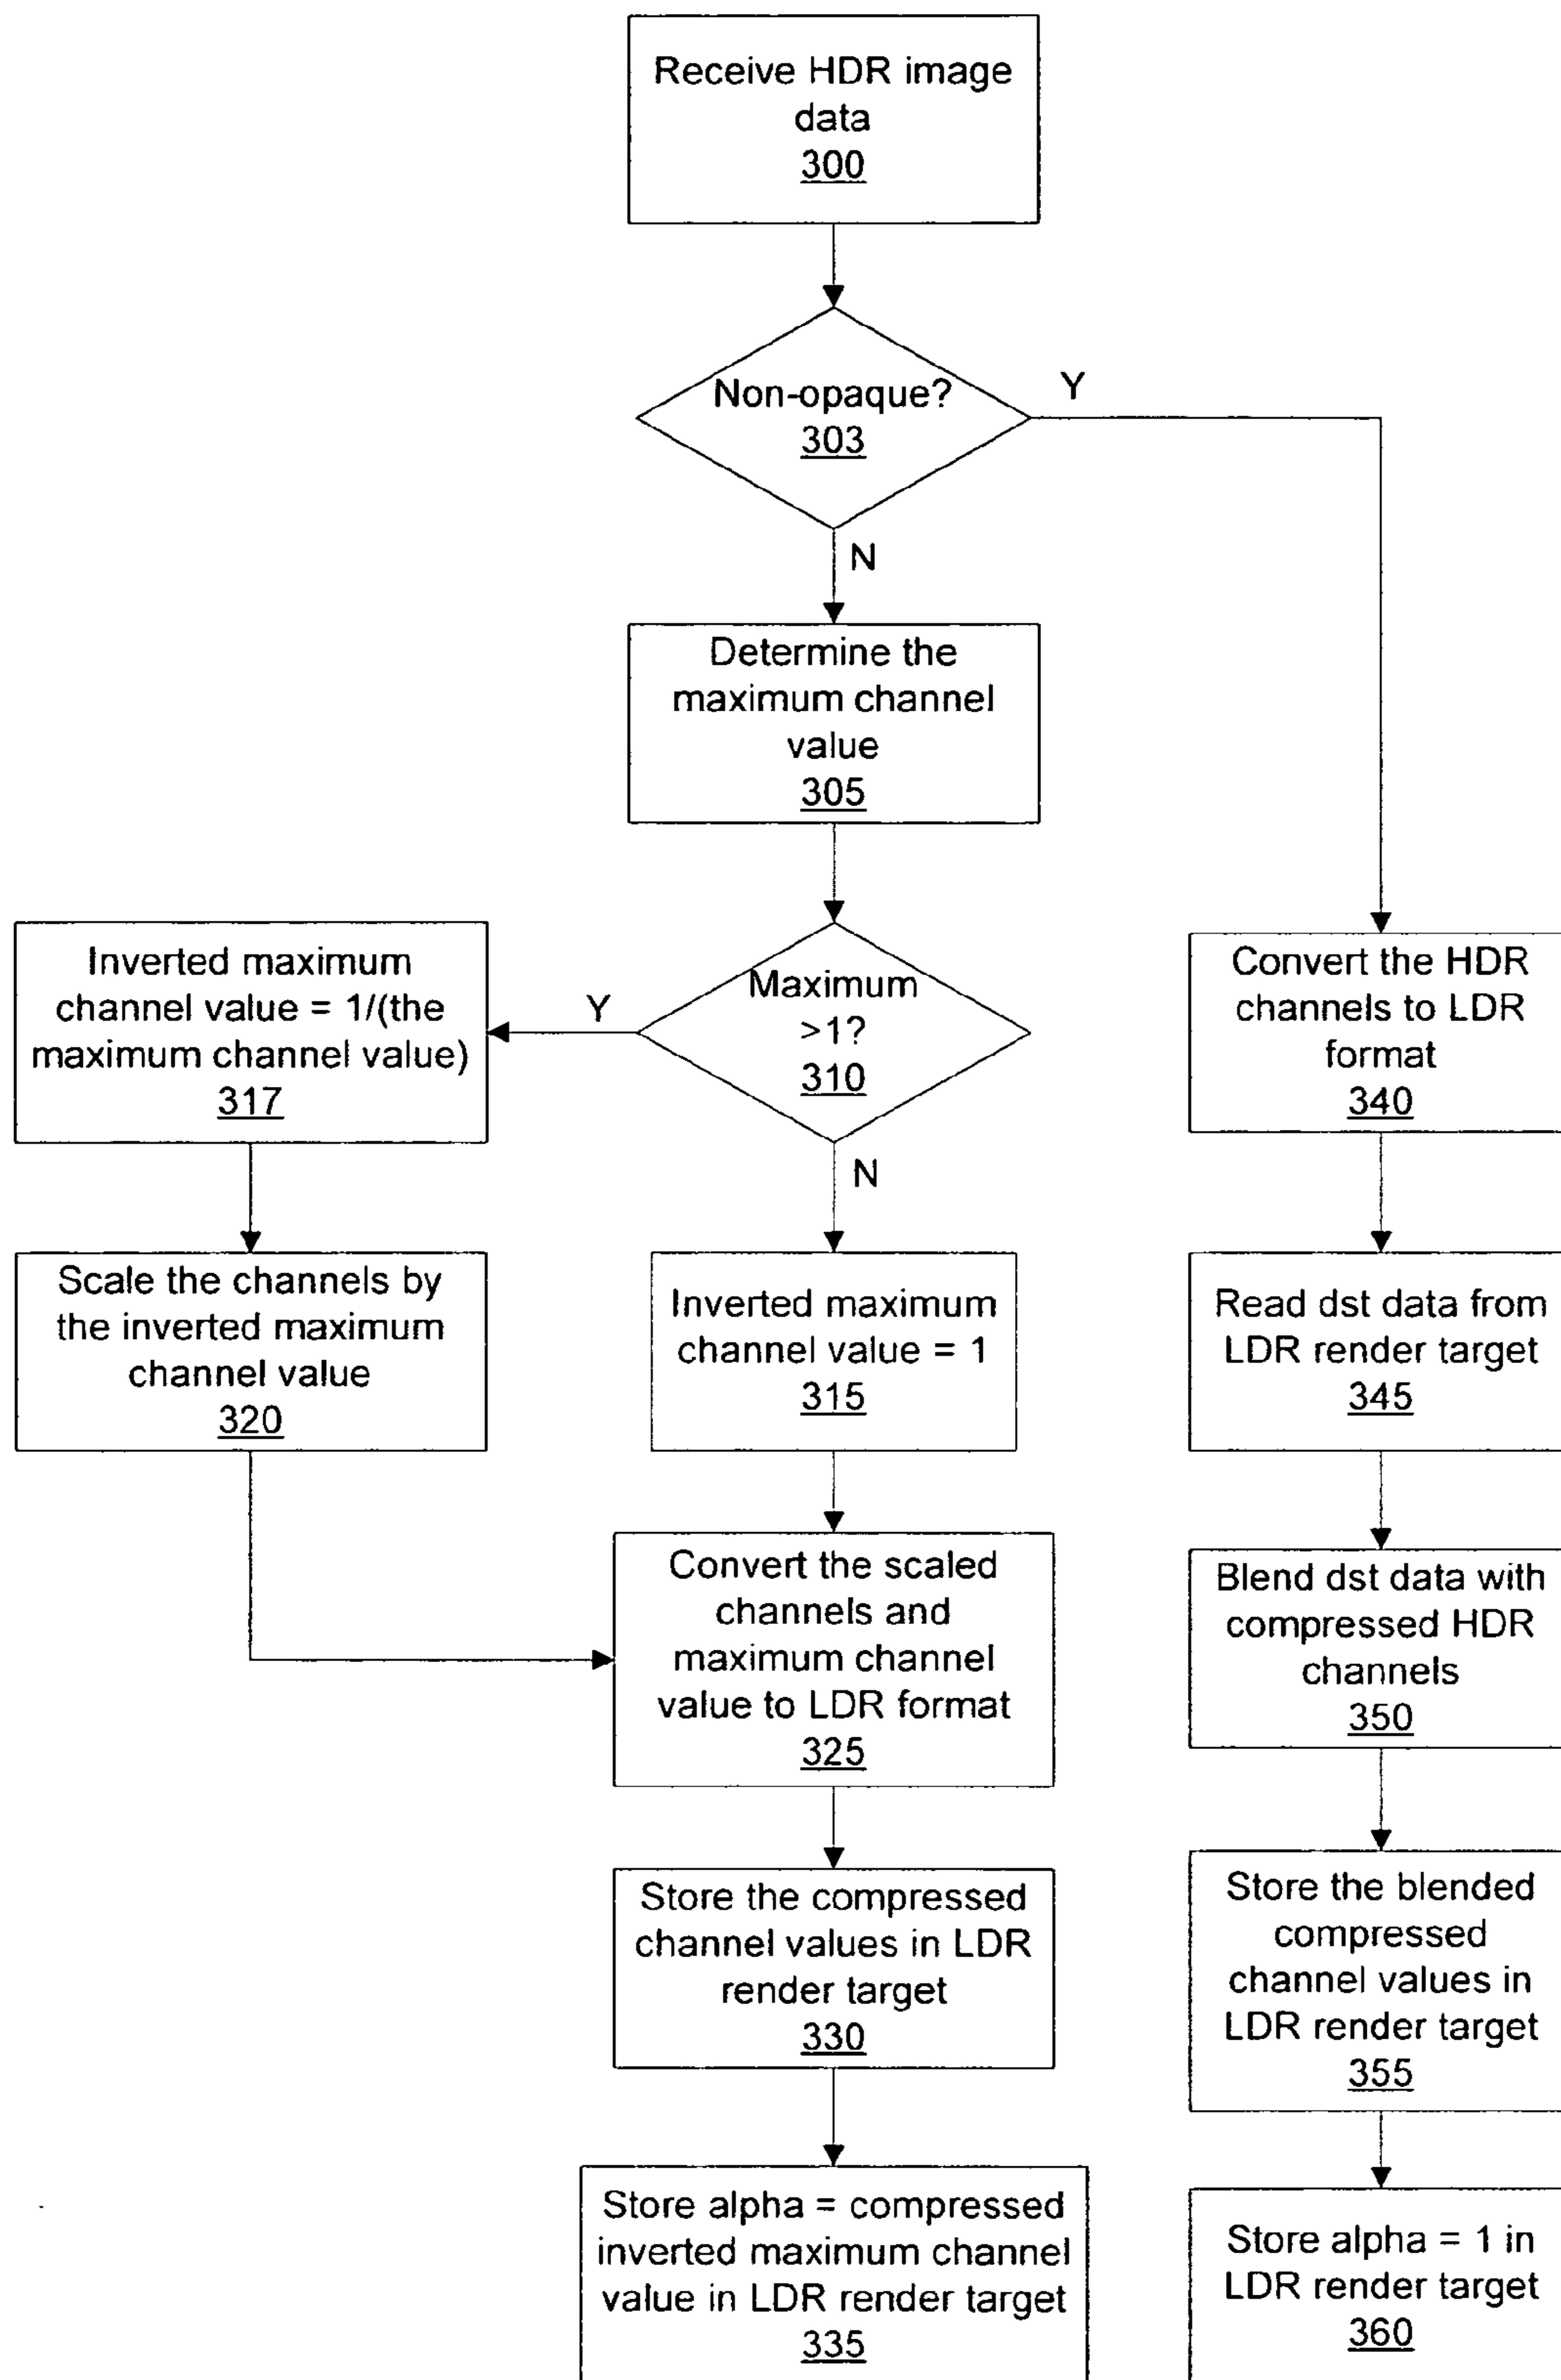 Receive HDR image
data
300
Non-opaque?
303
Y
N
Determine the
maximum channel
value
305
Inverted maximum
channel value = 1/(the
maximum channel value)
317
Y
Maximum
>1?
310
N
Convert the HDR
channels to LDR
format
340
Scale the channels by
the inverted maximum
channel value
320
Inverted maximum
channel value = 1
315
Read dst data from
LDR render target
345
Convert the scaled
channels and
maximum channel
value to LDR format
325
Blend dst data with
compressed HDR
channels
350
Store the compressed
channel values in LDR
render target
330
Store the blended
compressed
channel values in
LDR render target
355
Store alpha = compressed
inverted maximum channel
value in LDR render target
335
Store alpha = 1 in
LDR render target
360